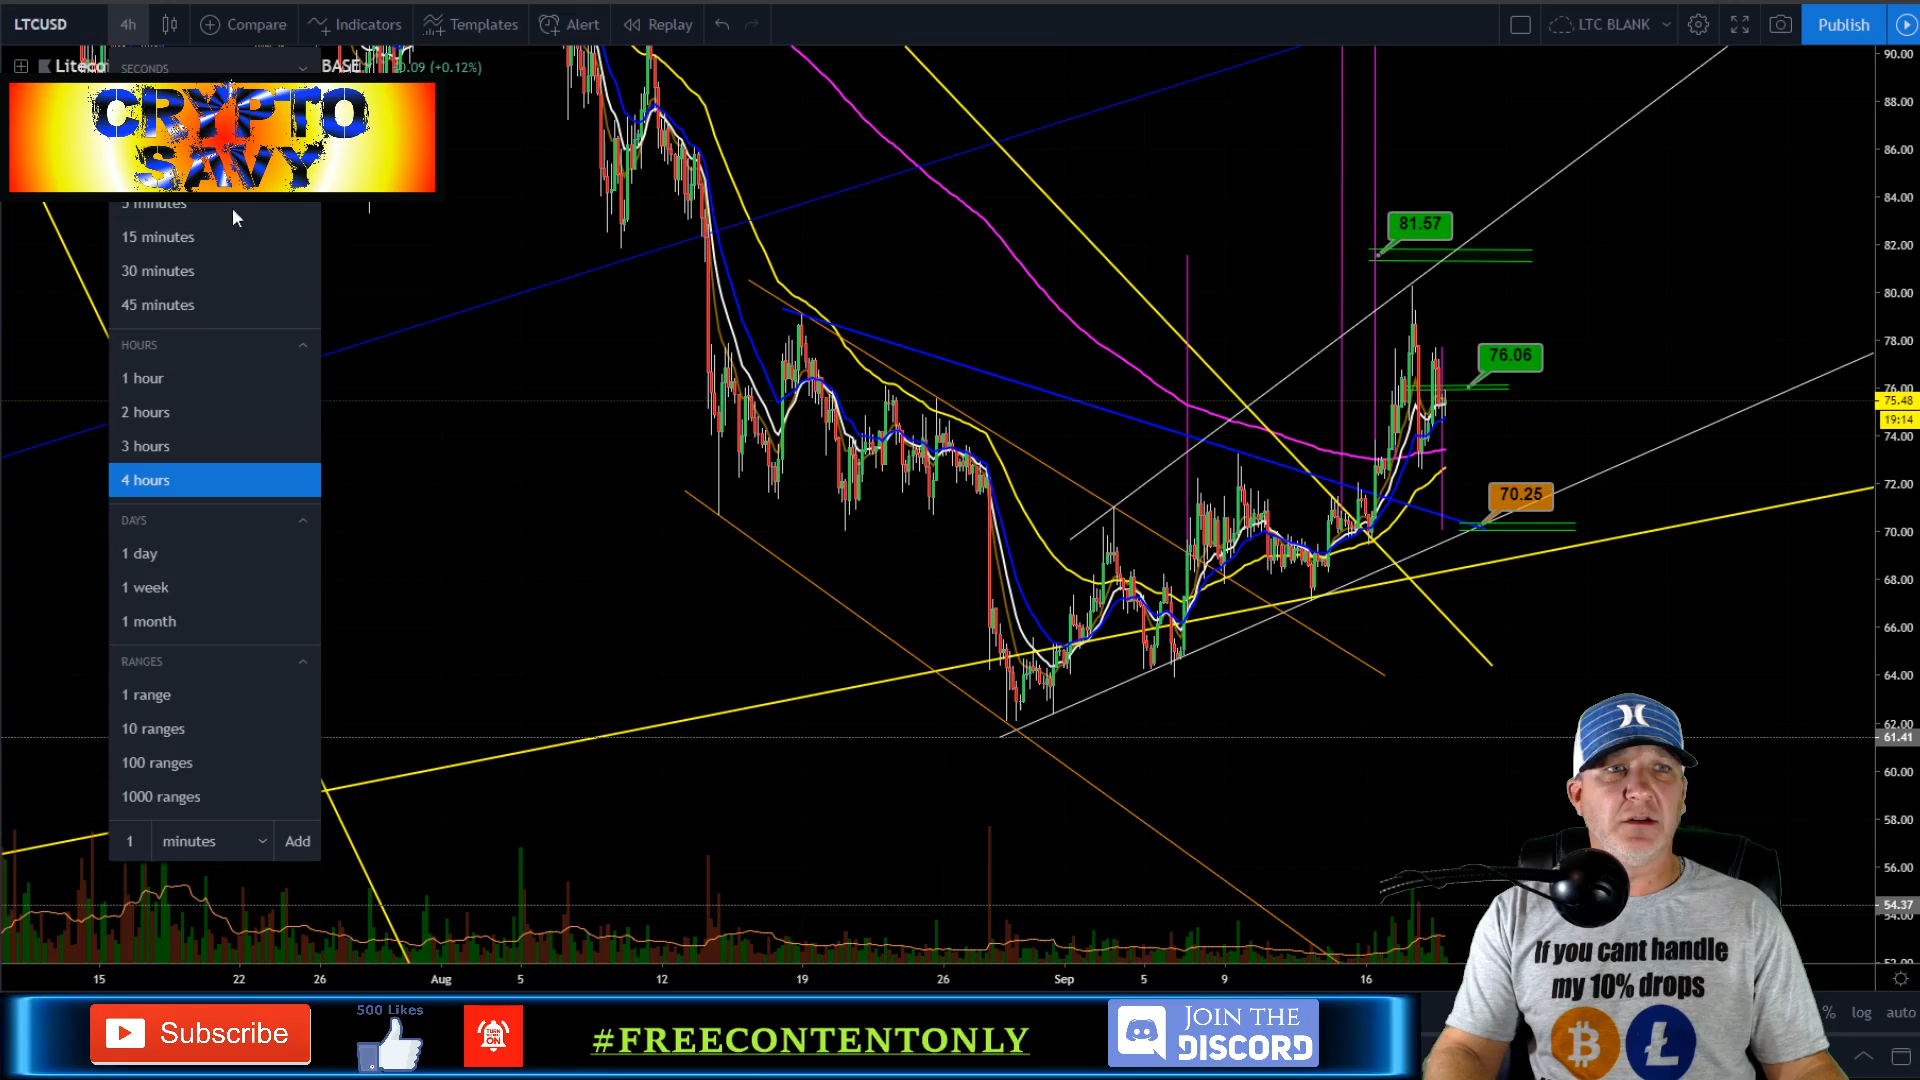 LTCUSD
4h
Compare
Indicators
Templates
Alert
Replay
LTC BLANK
Publish
SECONDS
BASE
0.09 (+0.12%)
CRYPTO
SAVY
5 minutes
15 minutes
30 minutes
45 minutes
HOURS
1 hour
2 hours
3 hours
4 hours
DAYS
1 day
1 week
1 month
RANGES
1 range
10 ranges
100 ranges
1000 ranges
1
minutes
Add
81.57
76.06
70.25
90.00
88.00
86.00
84.00
82.00
80.00
78.00
76.00
75.48
19:14
74.00
72.00
70.00
68.00
66.00
64.00
62.00
61.41
60.00
58.00
56.00
54.37
54.00
15
22
26
Aug
5
12
19
26
Sep
5
9
16
% log auto
Subscribe
500 Likes
#FREECONTENTONLY
JOIN THE
DISCORD
If you cant handle
my 10% drops